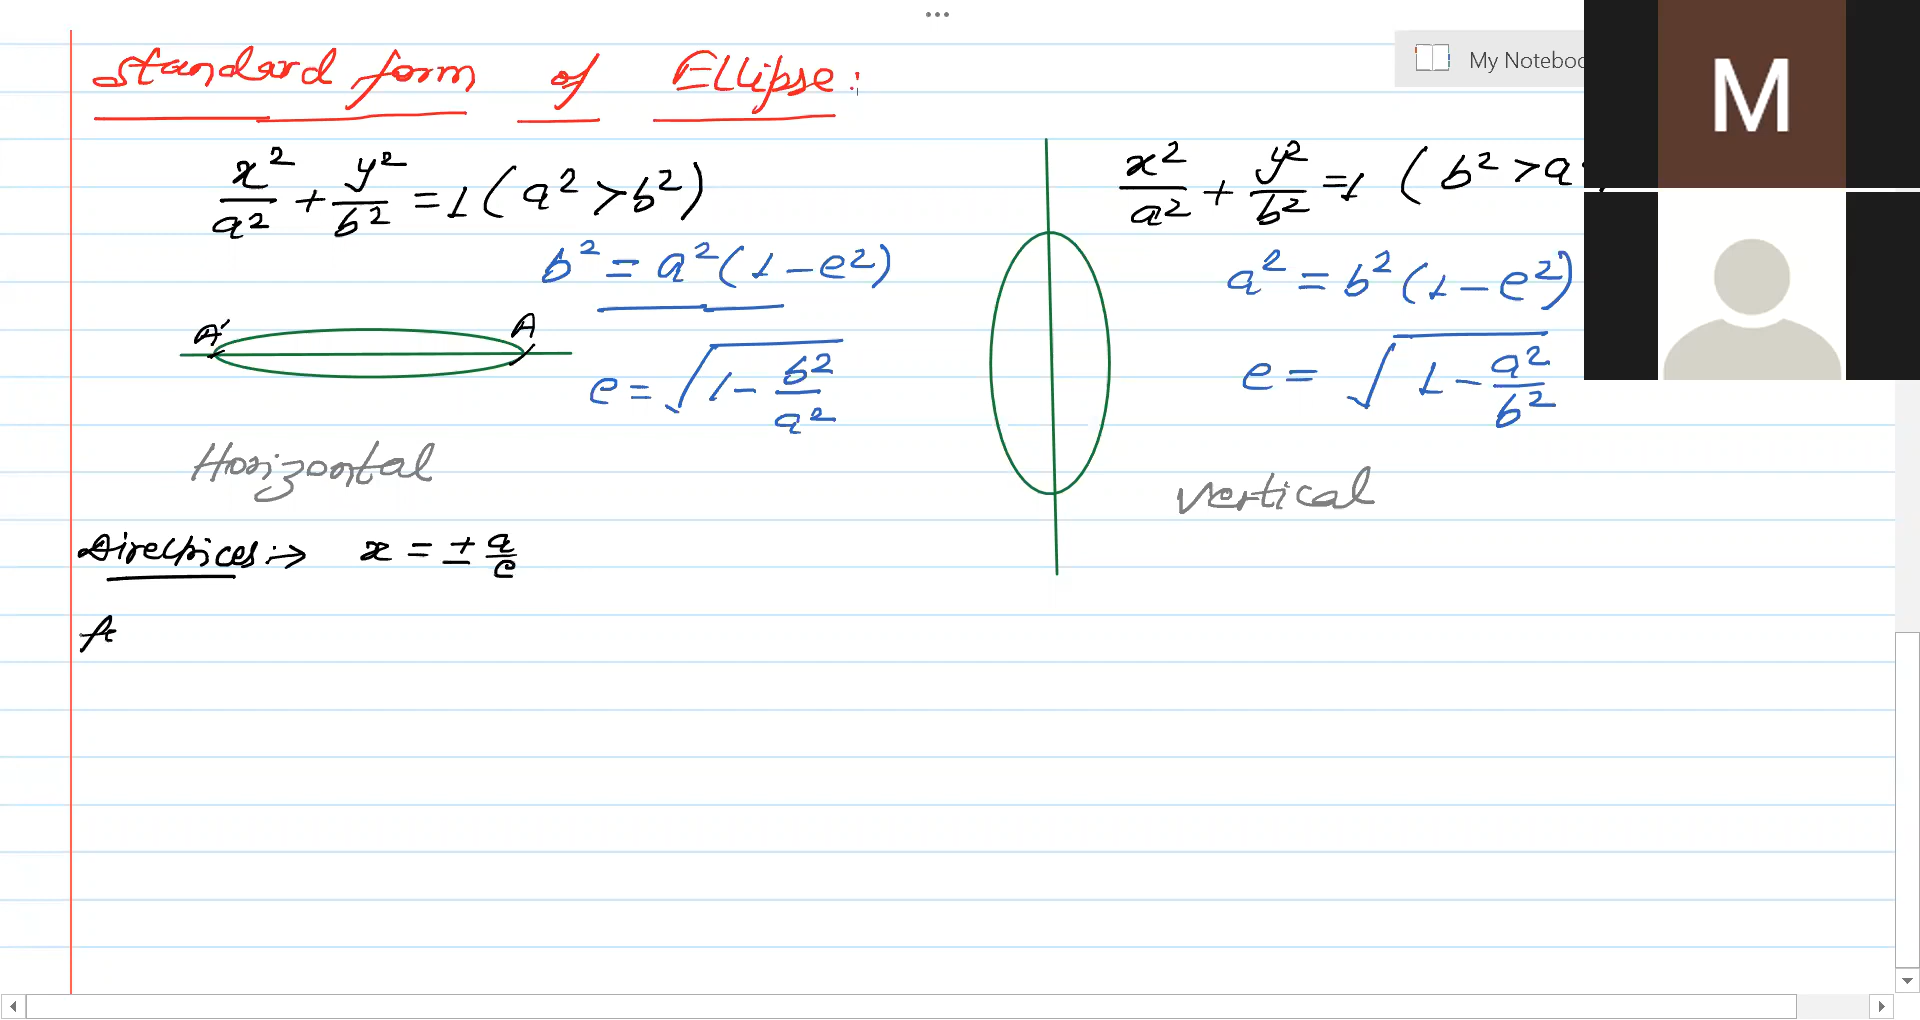 Standard form of Ellipse:
My Noteboo
M
x²/a² + y²/b² = 1 (a² > b²)
b² = a²(1 - e²)
A' A
e = √(1 - b²/a²)
Horizontal
Directrices :→ x = ± a/e
x²/a² + y²/b² = 1 (b² > a
a² = b²(1 - e²)
e = √(1 - a²/b²)
Vertical